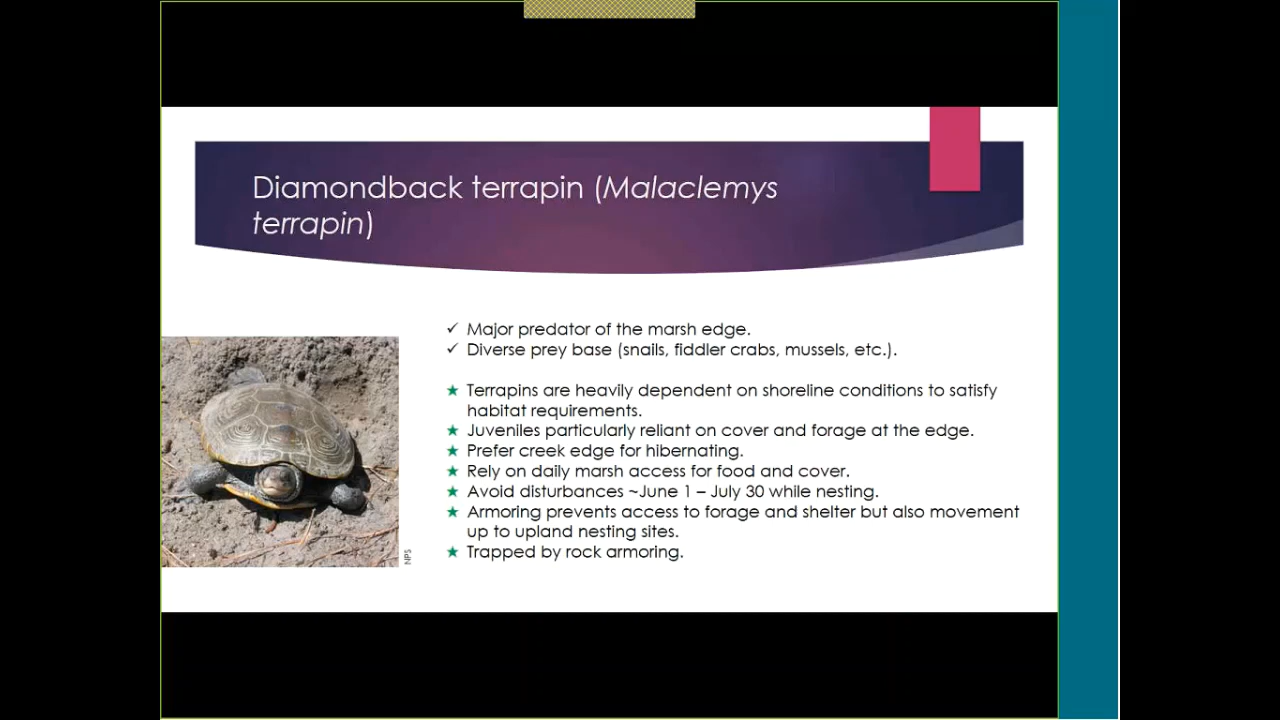 Diamondback terrapin (Malaclemys
terrapin)
✓ Major predator of the marsh edge.
✓ Diverse prey base (snails, fiddler crabs, mussels, etc.).
★ Terrapins are heavily dependent on shoreline conditions to satisfy
habitat requirements.
★ Juveniles particularly reliant on cover and forage at the edge.
★ Prefer creek edge for hibernating.
★ Rely on daily marsh access for food and cover.
★ Avoid disturbances ~June 1 – July 30 while nesting.
★ Armoring prevents access to forage and shelter but also movement
up to upland nesting sites.
★ Trapped by rock armoring.
NPS